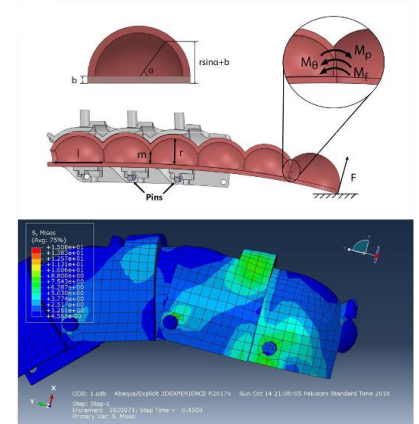 rsinα+b
b
α
Mp
Mθ
Mf
l
m
r
F
Pins
S, Mises
(Avg: 75%)
+1.508e+01
+1.383e+01
+1.257e+01
+1.131e+01
+1.006e+01
+8.800e+00
+7.543e+00
+6.287e+00
+5.030e+00
+3.774e+00
+2.517e+00
+1.261e+00
ODB: 1.odb Abaqus/Explicit 3DEXPERIENCE R2017x Sun Oct 14 21:00:05 Pakistan Standard Time 2018
Step: Step-1
Primary Var: S, Mises
Y
X